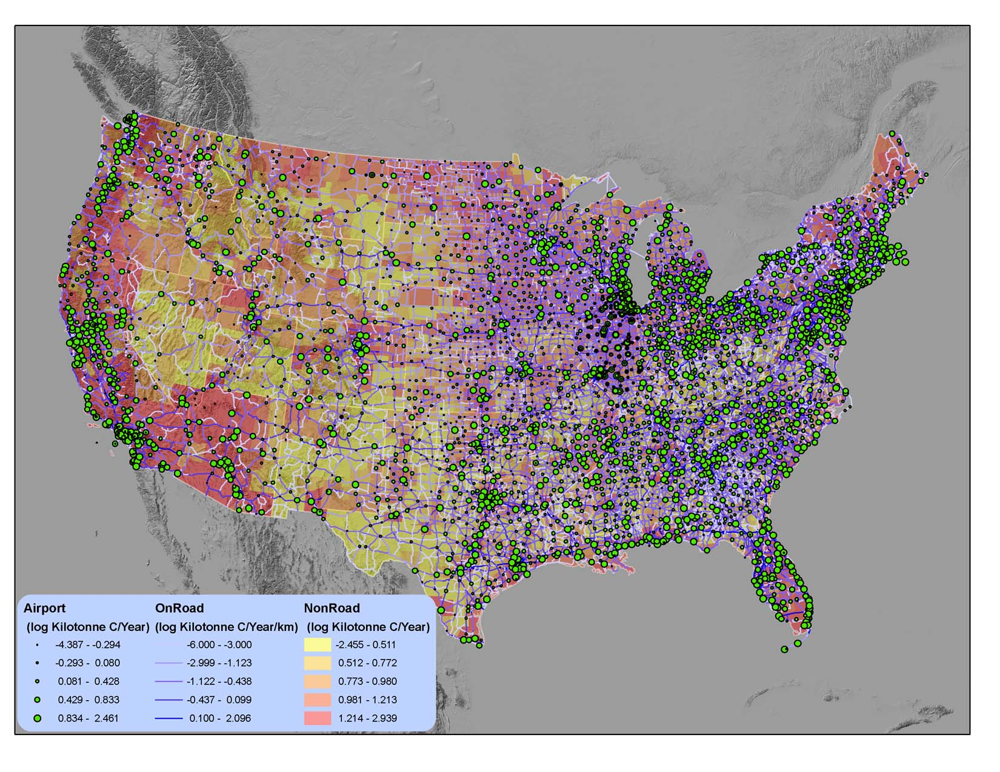 Airport OnRoad NonRoad
(log Kilotonne C/Year) (log Kilotonne C/Year/km) (log Kilotonne C/Year)
-4.387 - -0.294 -6.000 - -3.000 -2.455 - 0.511
-0.293 - 0.080 -2.999 - -1.123 0.512 - 0.772
0.081 - 0.428 -1.122 - -0.438 0.773 - 0.980
0.429 - 0.833 -0.437 - 0.099 0.981 - 1.213
0.834 - 2.461 0.100 - 2.096 1.214 - 2.939